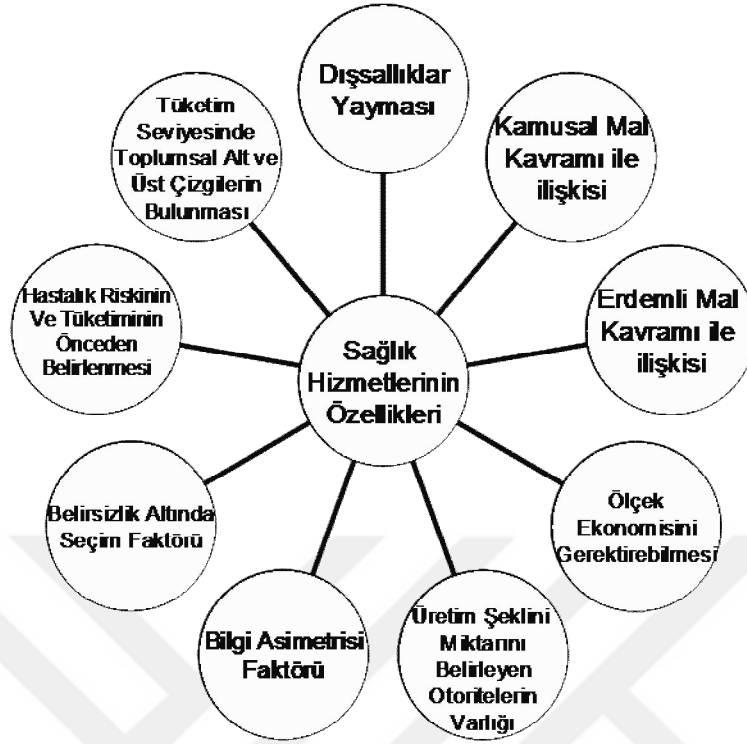 Dışsallıklar
Yayması
Kamusal Mal
Kavramı ile
ilişkisi
Erdemli Mal
Kavramı ile
ilişkisi
Ölçek
Ekonomisini
Gerektirebilmesi
Üretim Şeklini
Miktarını
Belirleyen
Otoritelerin
Varlığı
Bilgi Asimetrisi
Faktörü
Belirsizlik Altında
Seçim Faktörü
Hastalık Riskinin
Ve Tüketiminin
Önceden
Belirlenmesi
Tüketim
Seviyesinde
Toplumsal Alt ve
Üst Çizgilerin
Bulunması
Sağlık
Hizmetlerinin
Özellikleri